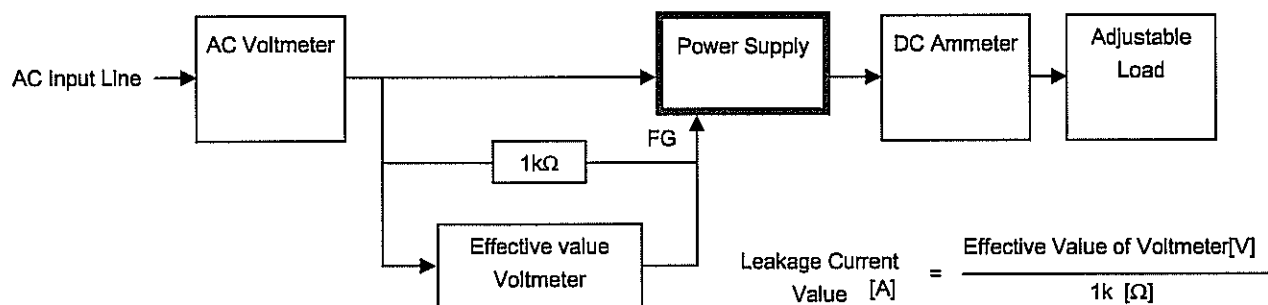 AC Voltmeter
Power Supply
DC Ammeter
Adjustable
Load
AC Input Line
FG
1kΩ
Effective value
Voltmeter
Leakage Current
Value [A]
=
Effective Value of Voltmeter[V]
1k [Ω]